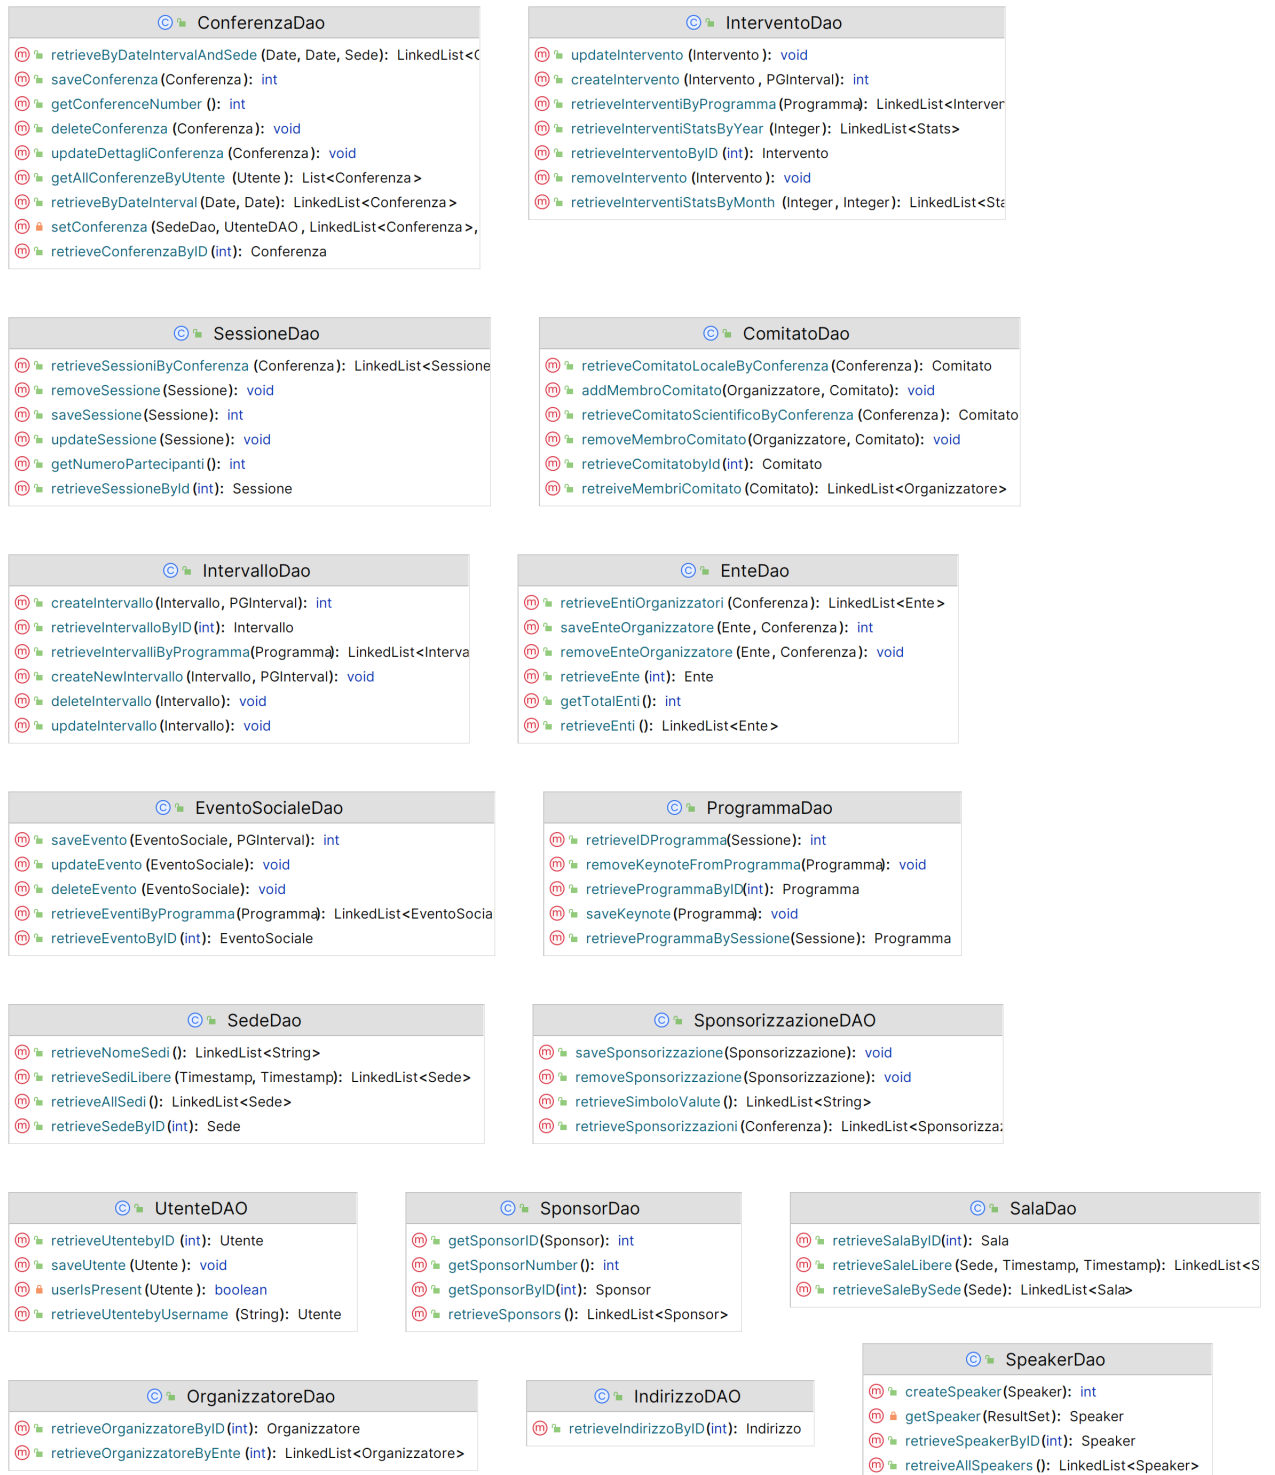 ConferenzaDao
retrieveByDateIntervalAndSede (Date, Date, Sede): LinkedList<C
saveConferenza(Conferenza): int
getConferenceNumber (): int
deleteConferenza (Conferenza): void
updateDettagliConferenza (Conferenza): void
getAllConferenzeByUtente (Utente): List<Conferenza>
retrieveByDateInterval(Date, Date): LinkedList<Conferenza>
setConferenza (SedeDao, UtenteDAO, LinkedList<Conferenza>,
retrieveConferenzaByID(int): Conferenza
InterventoDao
updateIntervento (Intervento): void
createIntervento (Intervento, PGInterval): int
retrieveInterventiByProgramma(Programma): LinkedList<Interven
retrieveInterventiStatsByYear (Integer): LinkedList<Stats>
retrieveInterventoByID (int): Intervento
removeIntervento (Intervento): void
retrieveInterventiStatsByMonth (Integer, Integer): LinkedList<Sta
SessioneDao
retrieveSessioniByConferenza (Conferenza): LinkedList<Sessione
removeSessione(Sessione): void
saveSessione(Sessione): int
updateSessione(Sessione): void
getNumeroPartecipanti(): int
retrieveSessioneById(int): Sessione
ComitatoDao
retrieveComitatoLocaleByConferenza(Conferenza): Comitato
addMembroComitato(Organizzatore, Comitato): void
retrieveComitatoScientificoByConferenza (Conferenza): Comitato
removeMembroComitato(Organizzatore, Comitato): void
retrieveComitatobyId(int): Comitato
retreiveMembriComitato(Comitato): LinkedList<Organizzatore>
IntervalloDao
createIntervallo(Intervallo, PGInterval): int
retrieveIntervalloByID(int): Intervallo
retrieveIntervalliByProgramma(Programma): LinkedList<Interva
createNewIntervallo (Intervallo, PGInterval): void
deleteIntervallo (Intervallo): void
updateIntervallo(Intervallo): void
EnteDao
retrieveEntiOrganizzatori (Conferenza): LinkedList<Ente>
saveEnteOrganizzatore (Ente, Conferenza): int
removeEnteOrganizzatore (Ente, Conferenza): void
retrieveEnte (int): Ente
getTotalEnti(): int
retrieveEnti (): LinkedList<Ente>
EventoSocialeDao
saveEvento(EventoSociale, PGInterval): int
updateEvento (EventoSociale): void
deleteEvento (EventoSociale): void
retrieveEventiByProgramma(Programma): LinkedList<EventoSocia
retrieveEventoByID (int): EventoSociale
ProgrammaDao
retrieveIDProgramma(Sessione): int
removeKeynoteFromProgramma(Programma): void
retrieveProgrammaByID(int): Programma
saveKeynote(Programma): void
retrieveProgrammaBySessione(Sessione): Programma
SedeDao
retrieveNomeSedi(): LinkedList<String>
retrieveSediLibere (Timestamp, Timestamp): LinkedList<Sede>
retrieveAllSedi(): LinkedList<Sede>
retrieveSedeByID(int): Sede
SponsorizzazioneDAO
saveSponsorizzazione(Sponsorizzazione): void
removeSponsorizzazione(Sponsorizzazione): void
retrieveSimboloValute (): LinkedList<String>
retrieveSponsorizzazioni(Conferenza): LinkedList<Sponsorizzaz
UtenteDAO
retrieveUtentebyID (int): Utente
saveUtente (Utente): void
userIsPresent(Utente): boolean
retrieveUtentebyUsername (String): Utente
SponsorDao
getSponsorID(Sponsor): int
getSponsorNumber(): int
getSponsorByID(int): Sponsor
retrieveSponsors (): LinkedList<Sponsor>
SalaDao
retrieveSalaByID(int): Sala
retrieveSaleLibere (Sede, Timestamp, Timestamp): LinkedList<S
retrieveSaleBySede(Sede): LinkedList<Sala>
OrganizzatoreDao
retrieveOrganizzatoreByID(int): Organizzatore
retrieveOrganizzatoreByEnte (int): LinkedList<Organizzatore>
IndirizzoDAO
retrieveIndirizzoByID(int): Indirizzo
SpeakerDao
createSpeaker(Speaker): int
getSpeaker(ResultSet): Speaker
retrieveSpeakerByID(int): Speaker
retreiveAllSpeakers(): LinkedList<Speaker>